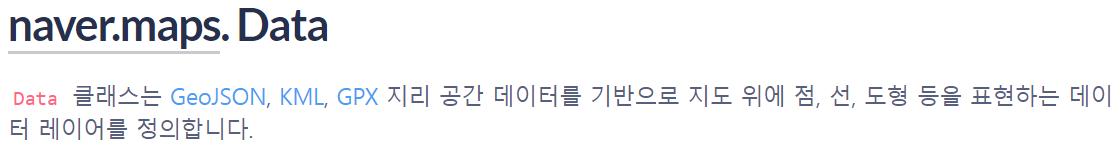 naver.maps. Data
Data 클래스는 GeoJSON, KML, GPX 지리 공간 데이터를 기반으로 지도 위에 점, 선, 도형 등을 표현하는 데이
터 레이어를 정의합니다.